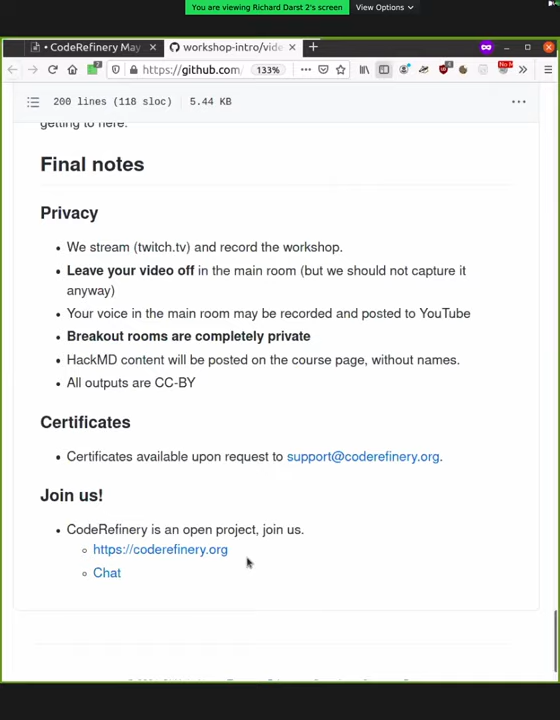 You are viewing Richard Darst 2's screen
View Options
• CodeRefinery May
workshop-intro/vide
https://github.com/
133%
200 lines (118 sloc)
5.44 KB
getting to here.
Final notes
Privacy
• We stream (twitch.tv) and record the workshop.
• Leave your video off in the main room (but we should not capture it
anyway)
• Your voice in the main room may be recorded and posted to YouTube
• Breakout rooms are completely private
• HackMD content will be posted on the course page, without names.
• All outputs are CC-BY
Certificates
• Certificates available upon request to support@coderefinery.org.
Join us!
• CodeRefinery is an open project, join us.
◦ https://coderefinery.org
◦ Chat